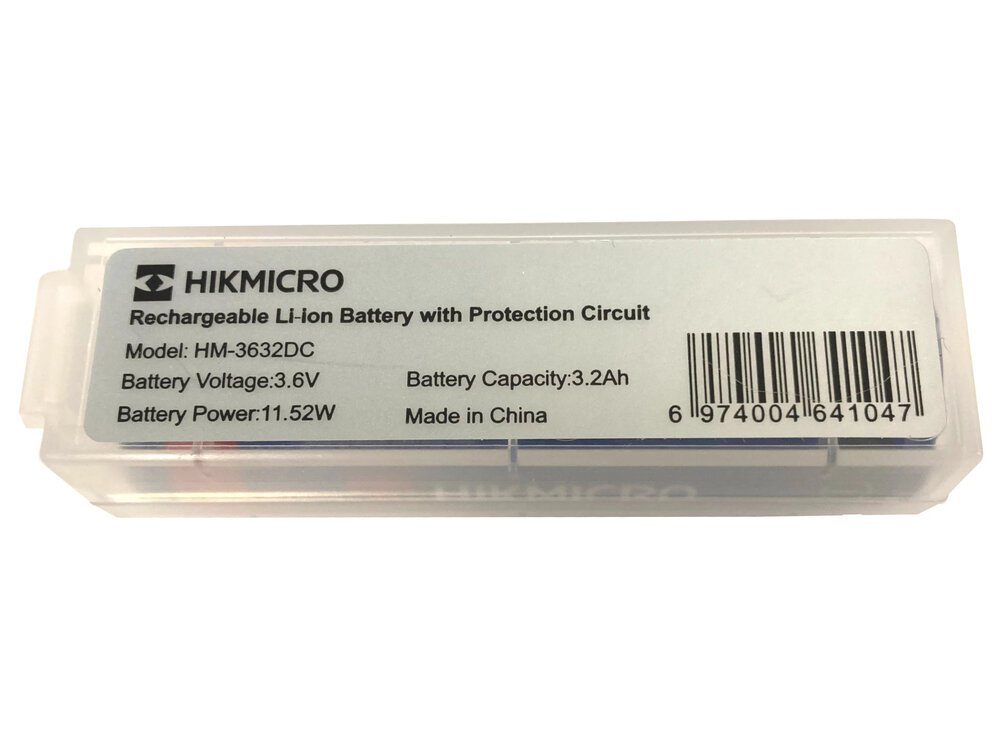 HIKMICRO
Rechargeable Li-ion Battery with Protection Circuit
Model: HM-3632DC
Battery Voltage:3.6V
Battery Capacity:3.2Ah
Battery Power:11.52W
Made in China
6 974004 641047
HIKMICRO